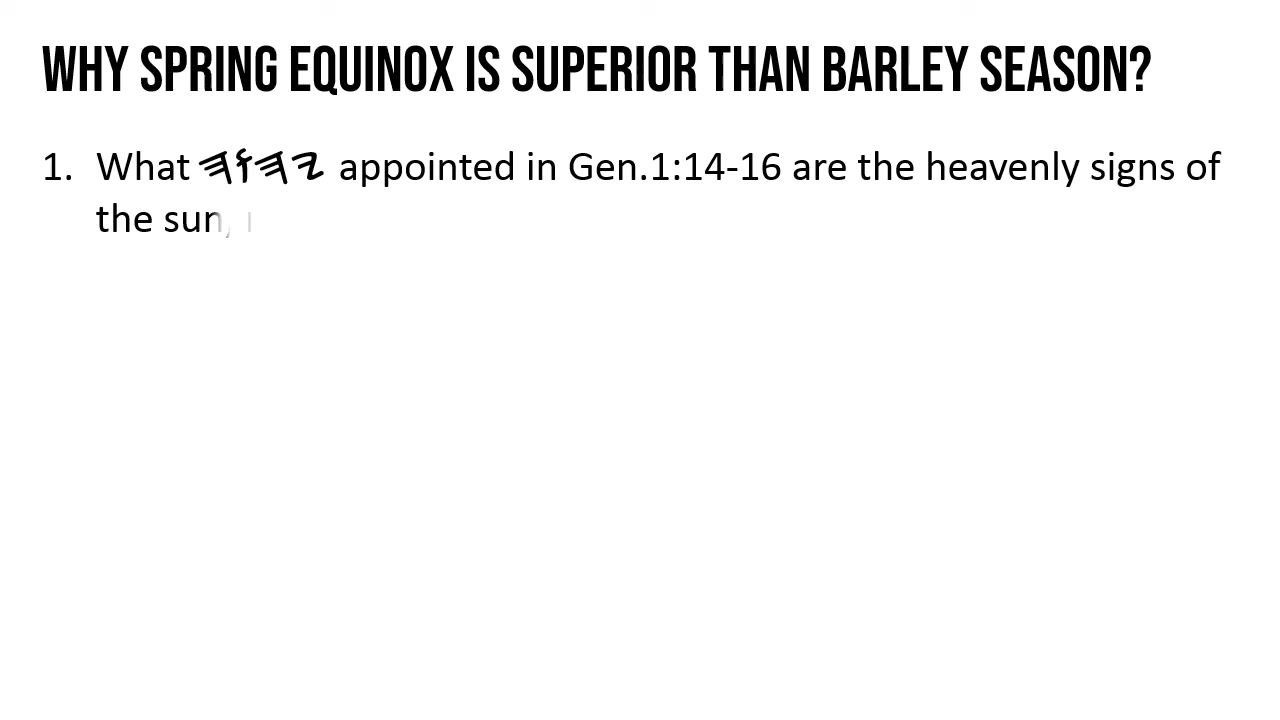 WHY SPRING EQUINOX IS SUPERIOR THAN BARLEY SEASON?
1. What 𐤉𐤄𐤅𐤄 appointed in Gen.1:14-16 are the heavenly signs of
the sun,